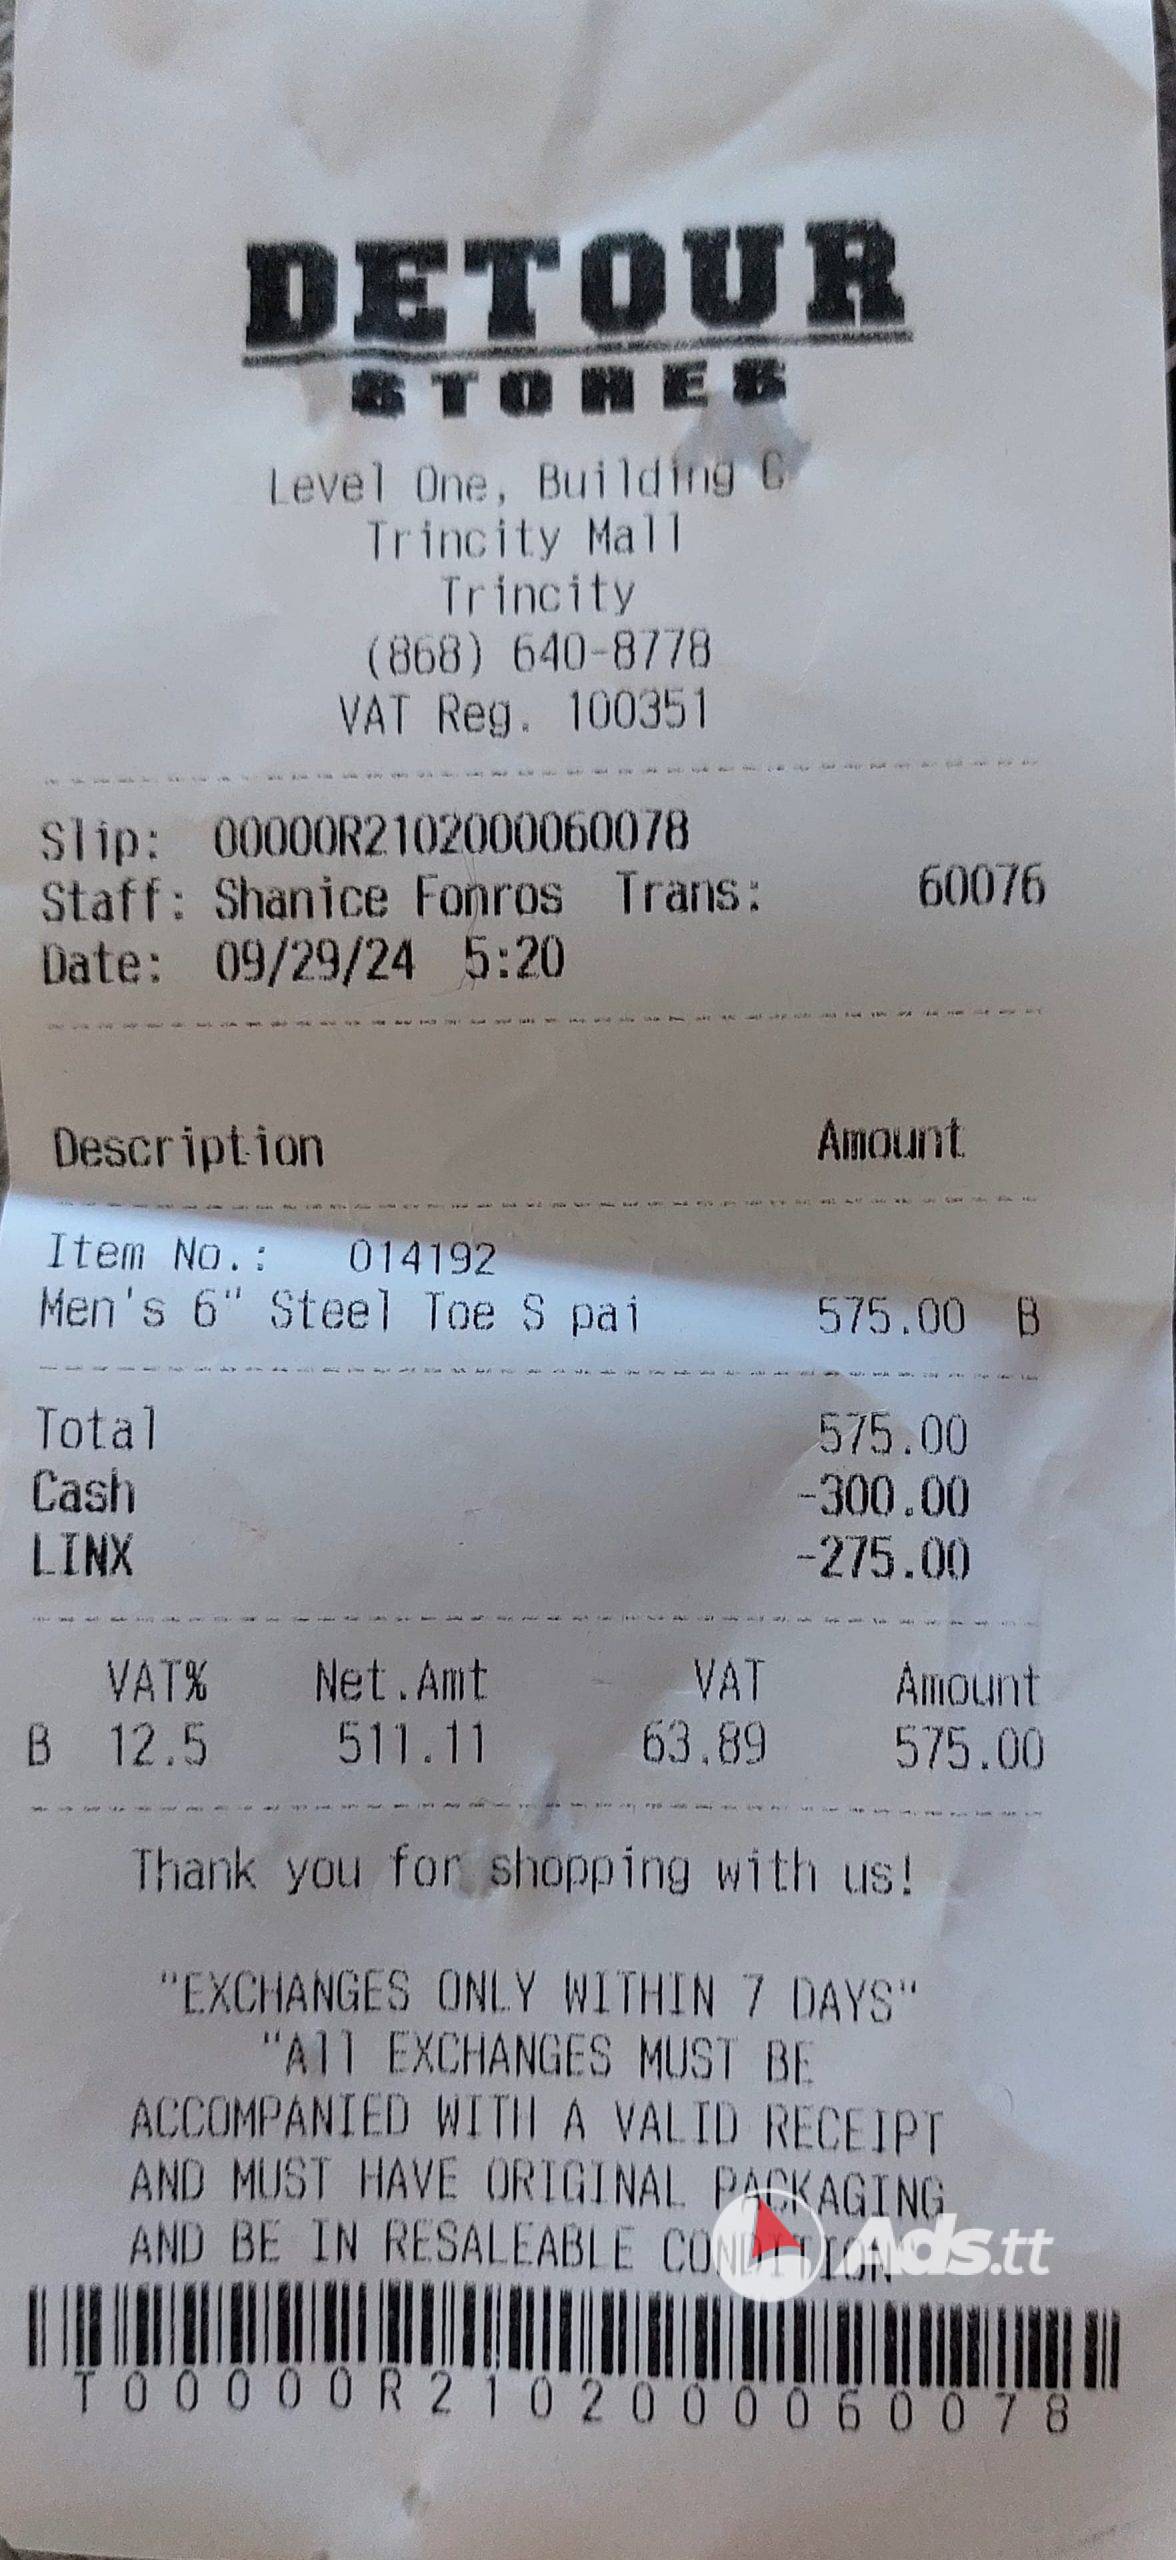 DETOUR
STORES
Level One, Building
Trincity Mall
Trincity
(868) 640-8778
VAT Reg. 100351
Slip: 00000R2102000060078
Staff: Shanice Fonros Trans: 60076
Date: 09/29/24 5:20
Description Amount
Item No.: 014192
Men's 6" Steel Toe S pai 575.00 B
Total 575.00
Cash -300.00
LINX -275.00
VAT% Net.Amt VAT Amount
B 12.5 511.11 63.89 575.00
Thank you for shopping with us!
"EXCHANGES ONLY WITHIN 7 DAYS"
"All EXCHANGES MUST BE
ACCOMPANIED WITH A VALID RECEIPT
AND MUST HAVE ORIGINAL PACKAGING
AND BE IN RESALEABLE CONDITION
Ads.tt
T00000R2102000060078